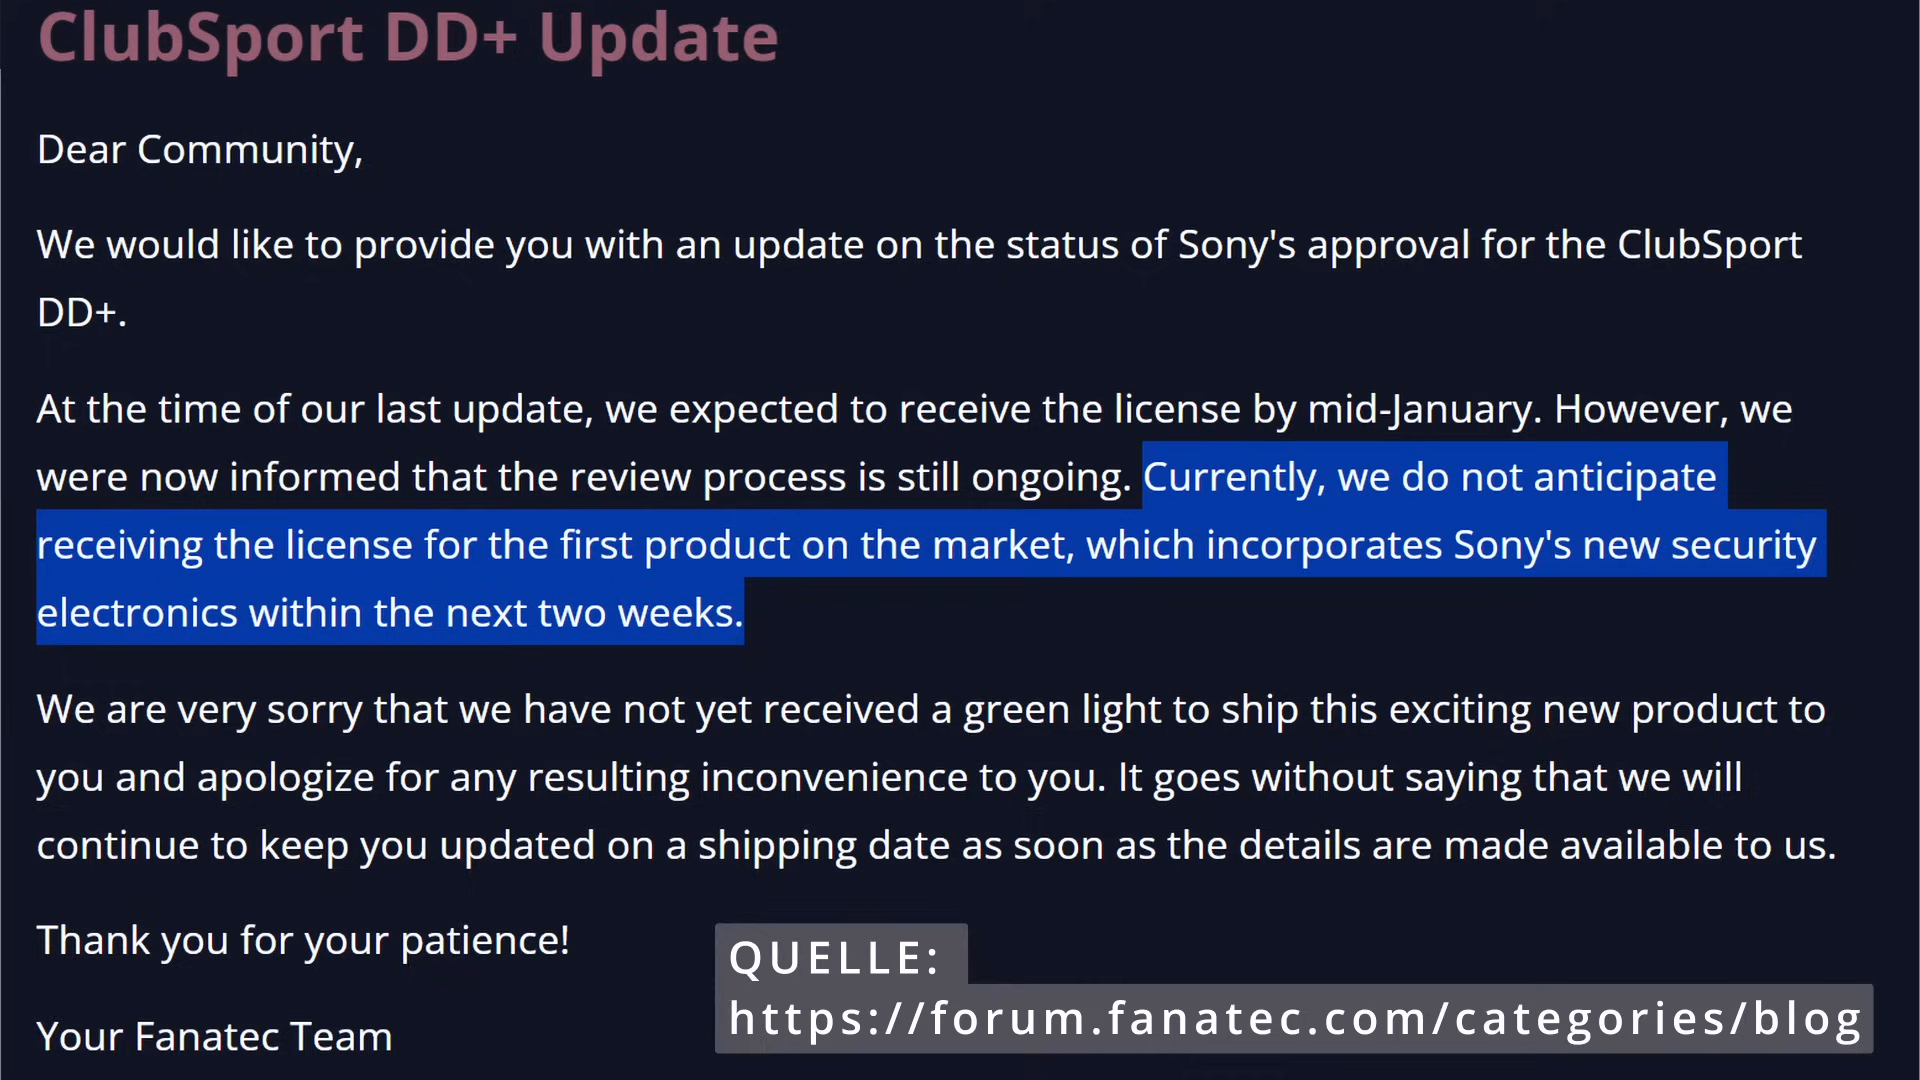 ClubSport DD+ Update
Dear Community,
We would like to provide you with an update on the status of Sony's approval for the ClubSport
DD+.
At the time of our last update, we expected to receive the license by mid-January. However, we
were now informed that the review process is still ongoing. Currently, we do not anticipate
receiving the license for the first product on the market, which incorporates Sony's new security
electronics within the next two weeks.
We are very sorry that we have not yet received a green light to ship this exciting new product to
you and apologize for any resulting inconvenience to you. It goes without saying that we will
continue to keep you updated on a shipping date as soon as the details are made available to us.
Thank you for your patience!
Your Fanatec Team
QUELLE:
https://forum.fanatec.com/categories/blog